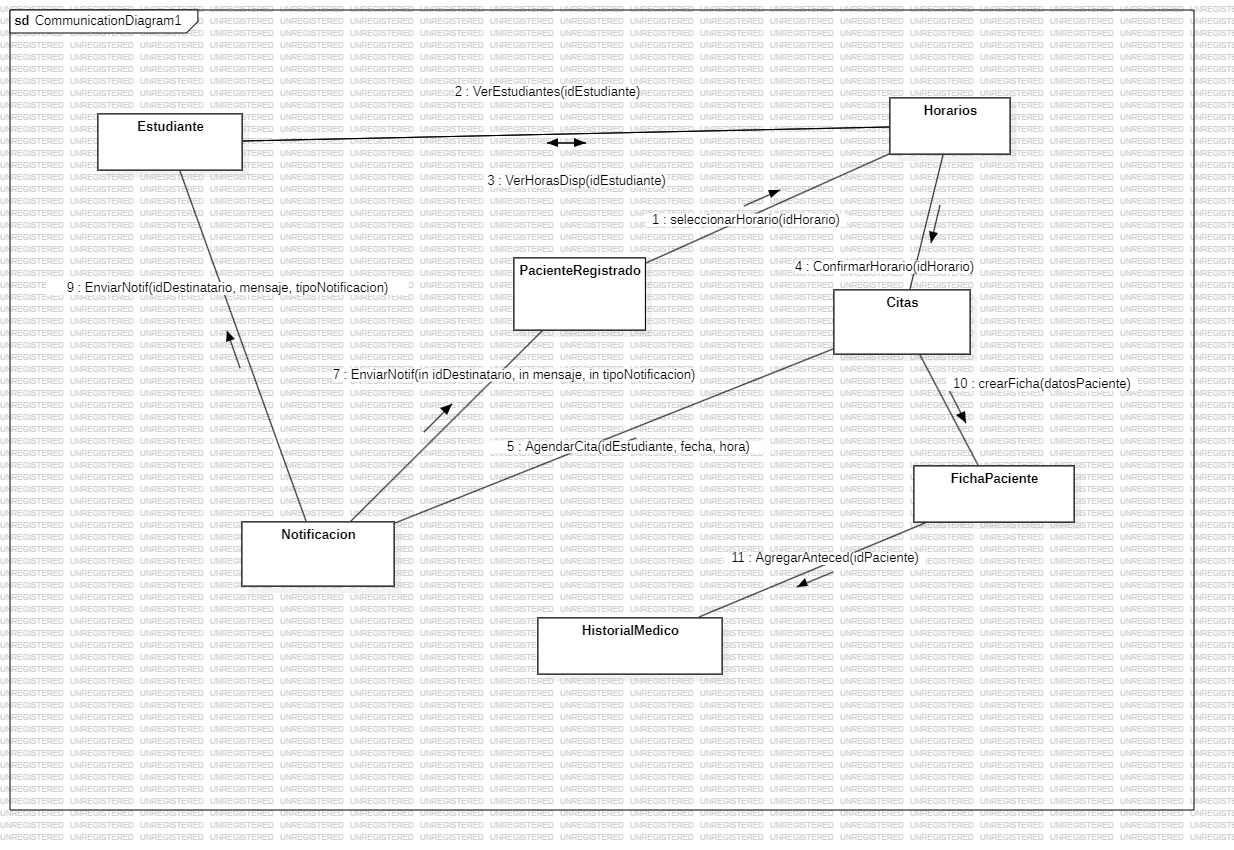 sd CommunicationDiagram1
2 : VerEstudiantes(idEstudiante)
Estudiante
Horarios
3 : VerHorasDisp(idEstudiante)
1 : seleccionarHorario(idHorario)
PacienteRegistrado
4 : ConfirmarHorario(idHorario)
9 : EnviarNotif(idDestinatario, mensaje, tipoNotificacion)
Citas
7 : EnviarNotif(in idDestinatario, in mensaje, in tipoNotificacion)
10 : crearFicha(datosPaciente)
5 : AgendarCita(idEstudiante, fecha, hora)
FichaPaciente
Notificacion
11 : AgregarAnteced(idPaciente)
HistorialMedico
UNREGISTERED